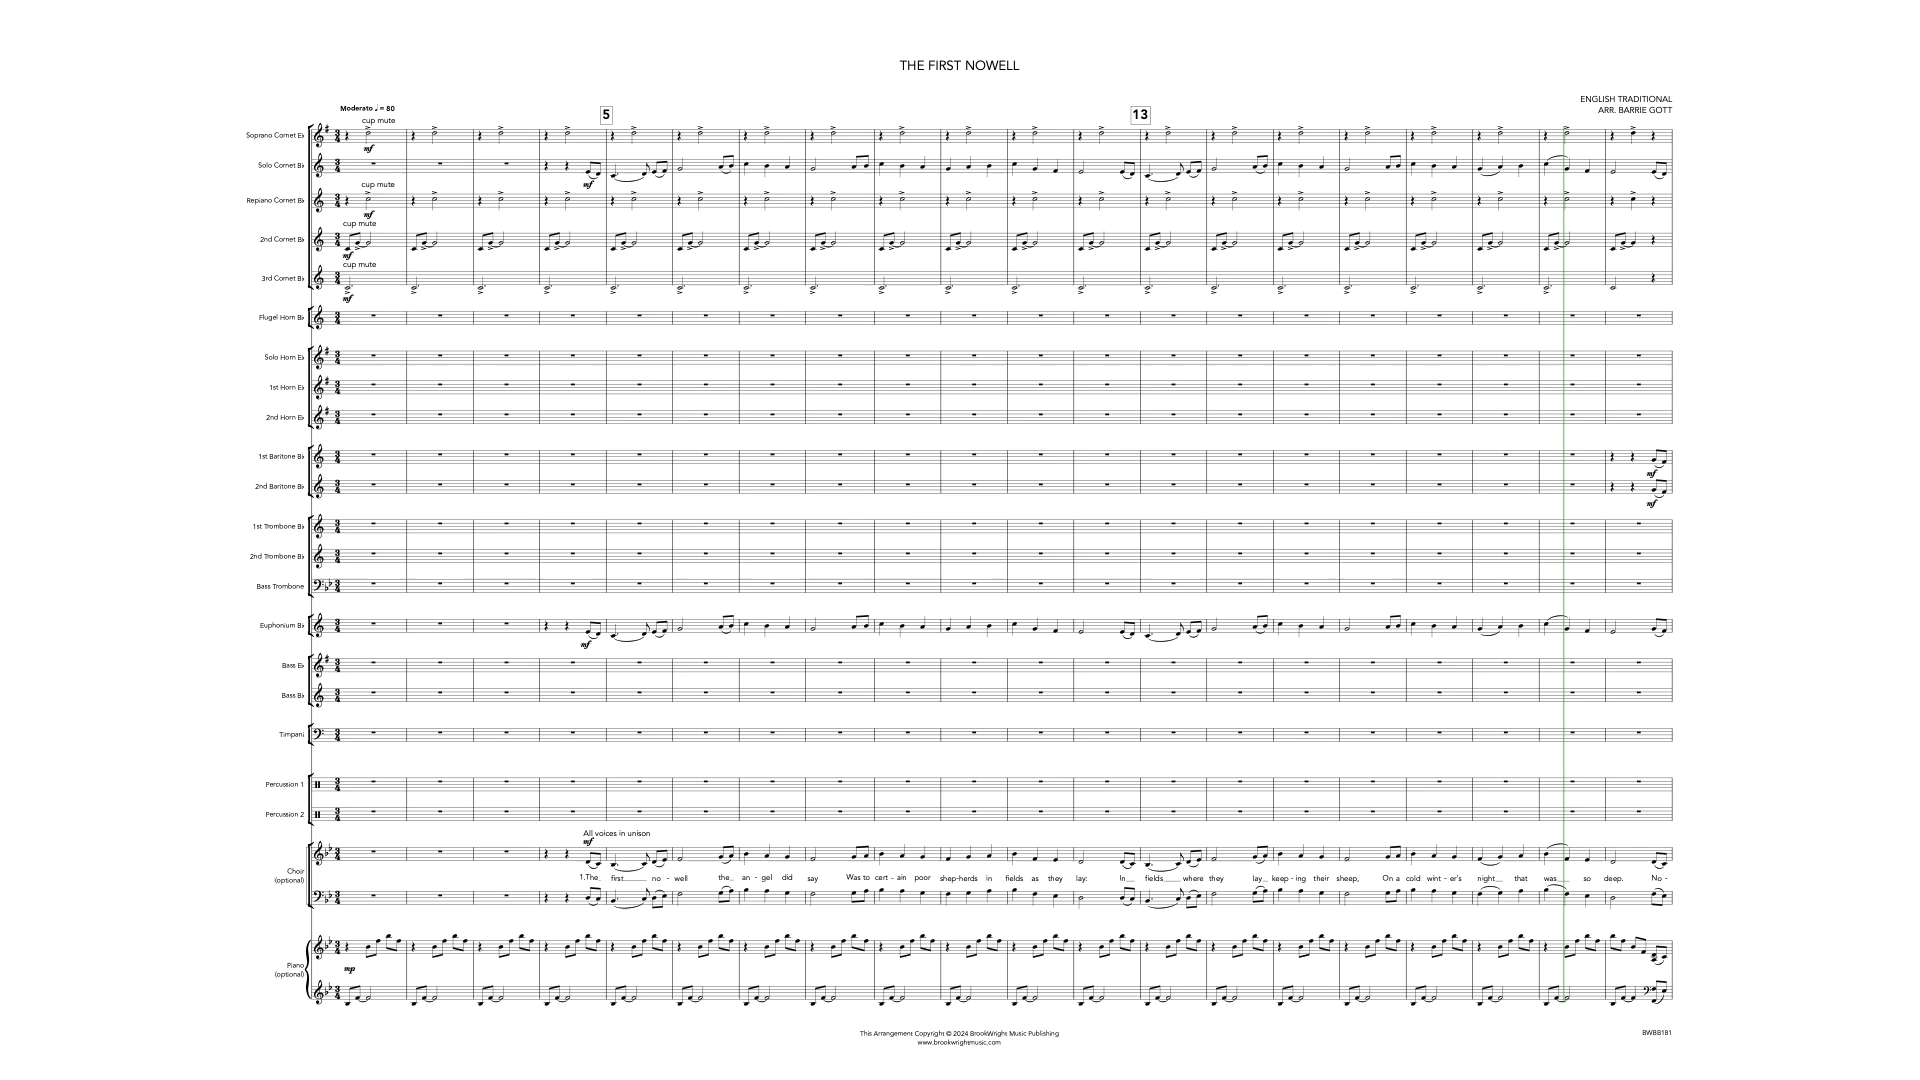 THE FIRST NOWELL
ENGLISH TRADITIONAL
ARR. BARRIE GOTT
Moderato ♩ = 80
5
13
cup mute
Soprano Cornet E♭
mf
Solo Cornet B♭
mf
cup mute
Repiano Cornet B♭
mf
cup mute
2nd Cornet B♭
mf
cup mute
3rd Cornet B♭
mf
Flugel Horn B♭
Solo Horn E♭
1st Horn E♭
2nd Horn E♭
1st Baritone B♭
mf
2nd Baritone B♭
mf
1st Trombone B♭
2nd Trombone B♭
Bass Trombone
Euphonium B♭
mf
Bass E♭
Bass B♭
Timpani
Percussion 1
Percussion 2
All voices in unison
mf
Choir
(optional)
1.The first no - well the an - gel did say Was to cert - ain poor shep-herds in fields as they lay: In fields where they lay keep - ing their sheep, On a cold wint - er's night that was so deep. No -
Piano
(optional)
mp
This Arrangement Copyright © 2024 BrookWright Music Publishing
www.brookwrightmusic.com
BWBB181